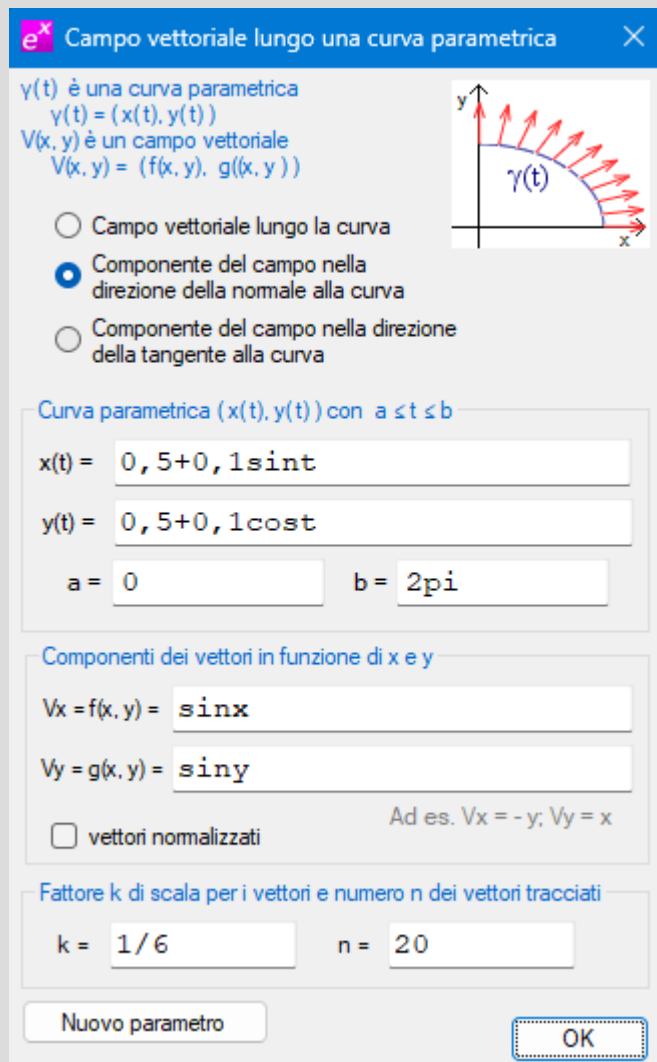 eˣ Campo vettoriale lungo una curva parametrica
γ(t) è una curva parametrica
γ(t) = ( x(t), y(t) )
V(x, y) è un campo vettoriale
V(x, y) = (f(x, y), g((x, y ) )
y
γ(t)
x
Campo vettoriale lungo la curva
Componente del campo nella
direzione della normale alla curva
Componente del campo nella direzione
della tangente alla curva
Curva parametrica ( x(t), y(t) ) con a ≤ t ≤ b
x(t) = 0,5+0,1sint
y(t) = 0,5+0,1cost
a = 0 b = 2pi
Componenti dei vettori in funzione di x e y
Vx = f(x, y) = sinx
Vy = g(x, y) = siny
Ad es. Vx = - y; Vy = x
vettori normalizzati
Fattore k di scala per i vettori e numero n dei vettori tracciati
k = 1/6 n = 20
Nuovo parametro
OK